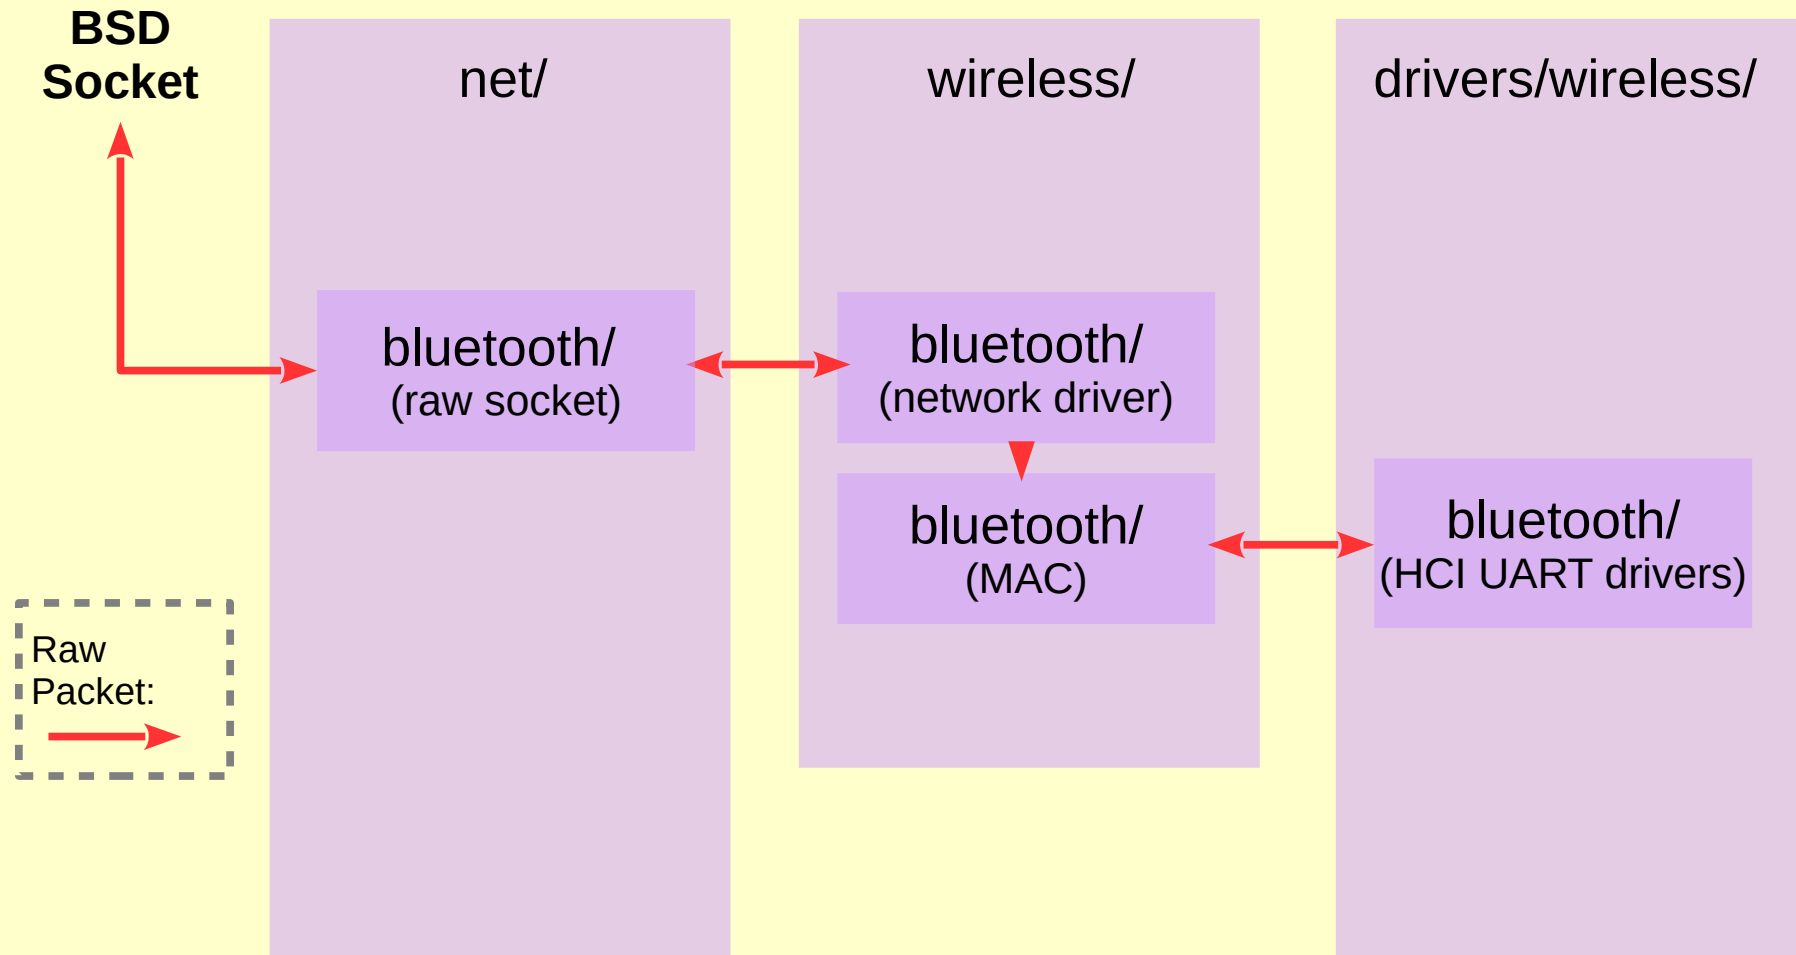 BSD
Socket
net/
wireless/
drivers/wireless/
bluetooth/
(raw socket)
bluetooth/
(network driver)
bluetooth/
(MAC)
bluetooth/
(HCI UART drivers)
Raw
Packet: